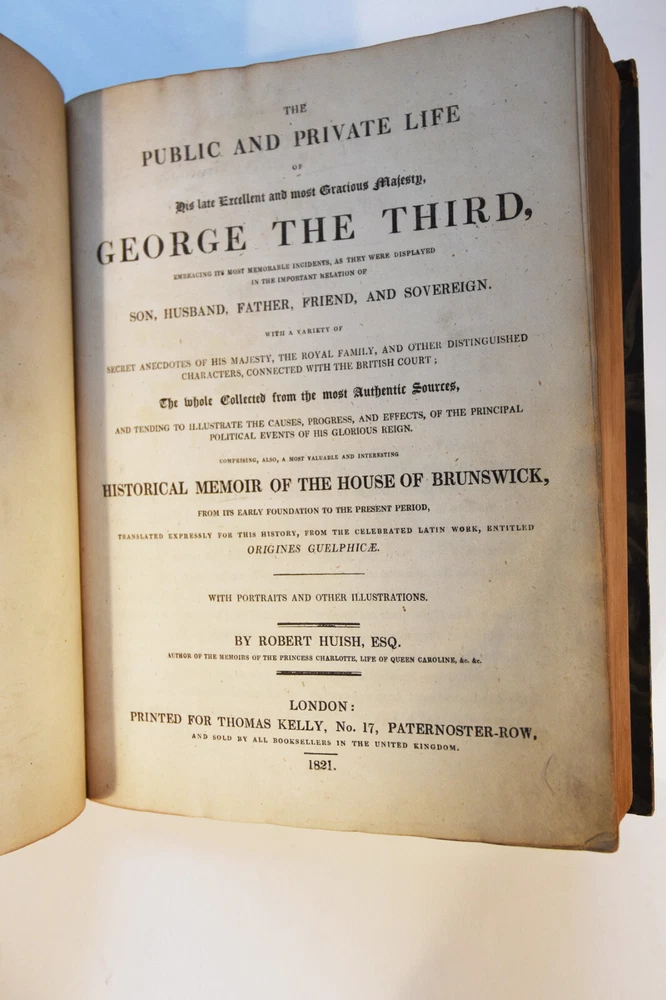 THE
PUBLIC AND PRIVATE LIFE
OF
His late Excellent and most Gracious Majesty,
GEORGE THE THIRD,
EMBRACING ITS MOST MEMORABLE INCIDENTS, AS THEY WERE DISPLAYED
IN THE IMPORTANT RELATION OF
SON, HUSBAND, FATHER, FRIEND, AND SOVEREIGN.
WITH A VARIETY OF
SECRET ANECDOTES OF HIS MAJESTY, THE ROYAL FAMILY, AND OTHER DISTINGUISHED
CHARACTERS, CONNECTED WITH THE BRITISH COURT;
The whole Collected from the most Authentic Sources,
AND TENDING TO ILLUSTRATE THE CAUSES, PROGRESS, AND EFFECTS, OF THE PRINCIPAL
POLITICAL EVENTS OF HIS GLORIOUS REIGN.
COMPRISING, ALSO, A MOST VALUABLE AND INTERESTING
HISTORICAL MEMOIR OF THE HOUSE OF BRUNSWICK,
FROM ITS EARLY FOUNDATION TO THE PRESENT PERIOD,
TRANSLATED EXPRESSLY FOR THIS HISTORY, FROM THE CELEBRATED LATIN WORK, ENTITLED
ORIGINES GUELPHICÆ.
WITH PORTRAITS AND OTHER ILLUSTRATIONS.
BY ROBERT HUISH, ESQ.
AUTHOR OF THE MEMOIRS OF THE PRINCESS CHARLOTTE, LIFE OF QUEEN CAROLINE, &c. &c.
LONDON:
PRINTED FOR THOMAS KELLY, No. 17, PATERNOSTER-ROW,
AND SOLD BY ALL BOOKSELLERS IN THE UNITED KINGDOM.
1821.